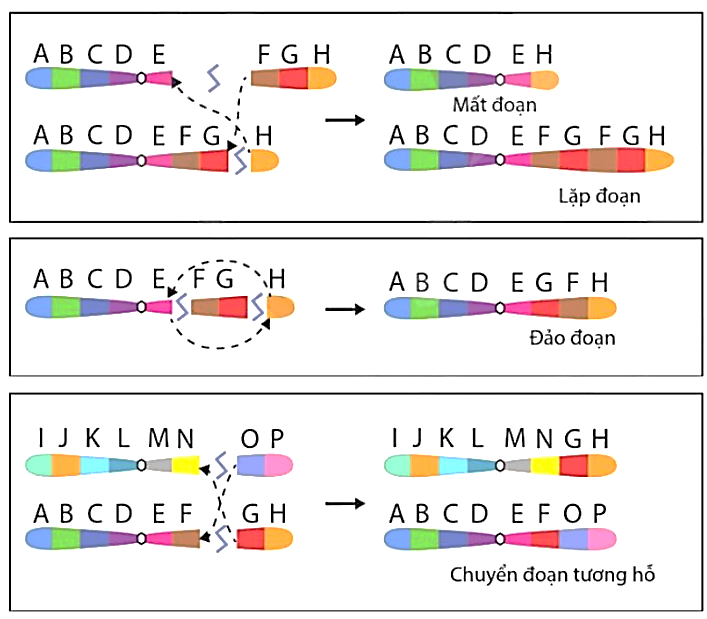 A B C D E F G H A B C D E H
Mất đoạn
A B C D E F G H A B C D E F G F G H
Lặp đoạn
A B C D E F G H A B C D E G F H
Đảo đoạn
I J K L M N O P I J K L M N G H
A B C D E F G H A B C D E F O P
Chuyển đoạn tương hỗ